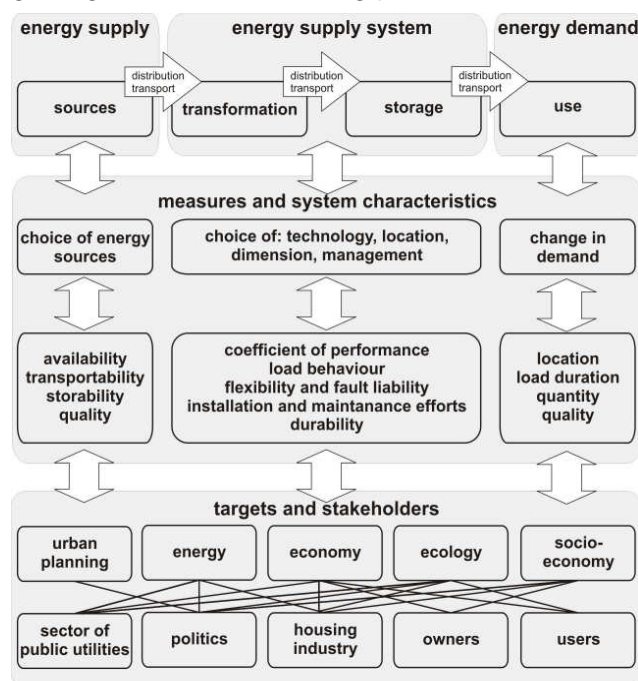 energy supply
energy supply system
energy demand
distribution
transport
distribution
transport
distribution
transport
sources
transformation
storage
use
measures and system characteristics
choice of energy
sources
choice of: technology, location,
dimension, management
change in
demand
availability
transportability
storability
quality
coefficient of performance
load behaviour
flexibility and fault liability
installation and maintanance efforts
durability
location
load duration
quantity
quality
targets and stakeholders
urban
planning
energy
economy
ecology
socio-
economy
sector of
public utilities
politics
housing
industry
owners
users